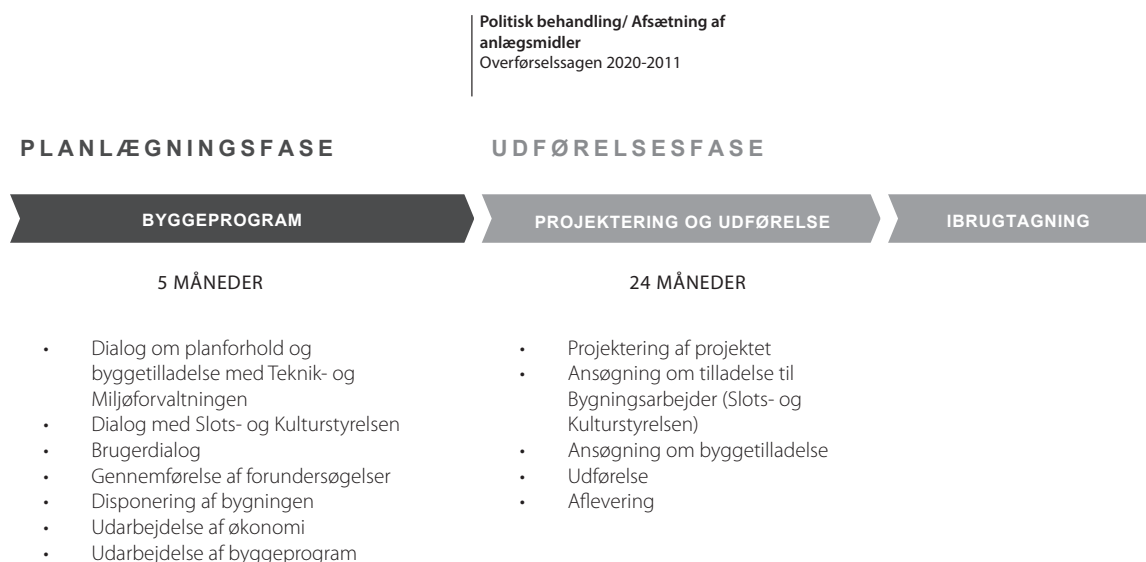 Politisk behandling/ Afsætning af
anlægsmidler
Overførselssagen 2020-2011
PLANLÆGNINGSFASE
UDFØRELSESFASE
BYGGEPROGRAM
PROJEKTERING OG UDFØRELSE
IBRUGTAGNING
5 MÅNEDER
24 MÅNEDER
• Dialog om planforhold og
byggetilladelse med Teknik- og
Miljøforvaltningen
• Dialog med Slots- og Kulturstyrelsen
• Brugerdialog
• Gennemførelse af forundersøgelser
• Disponering af bygningen
• Udarbejdelse af økonomi
• Udarbejdelse af byggeprogram
• Projektering af projektet
• Ansøgning om tilladelse til
Bygningsarbejder (Slots- og
Kulturstyrelsen)
• Ansøgning om byggetilladelse
• Udførelse
• Aflevering